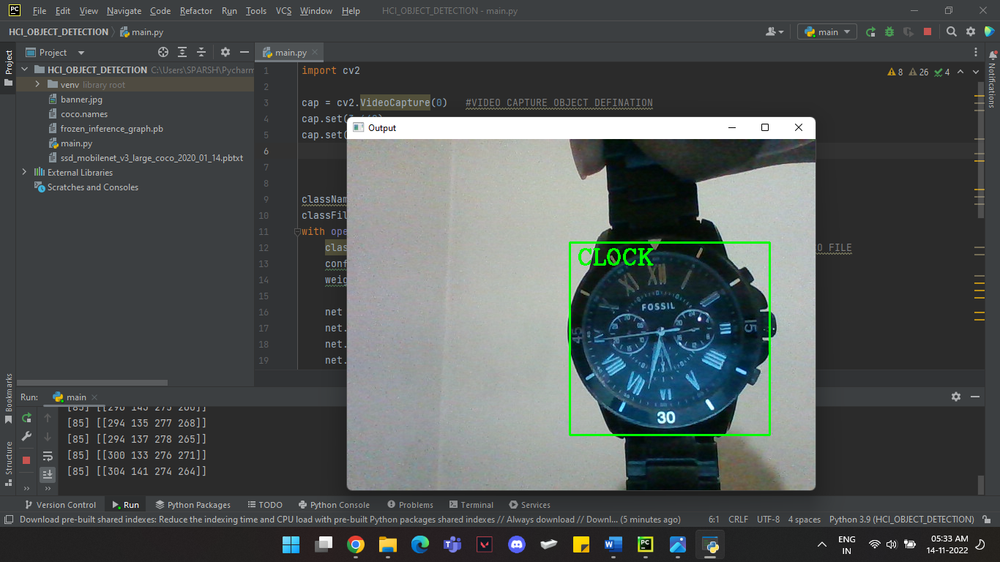 PC File Edit View Navigate Code Refactor Run Tools VCS Window Help HCI_OBJECT_DETECTION - main.py
HCI_OBJECT_DETECTION main.py main
Project
main.py
HCI_OBJECT_DETECTION C:\Users\SPARSH\Pycharm
venv library root
banner.jpg
coco.names
frozen_inference_graph.pb
main.py
ssd_mobilenet_v3_large_coco_2020_01_14.pbtxt
External Libraries
Scratches and Consoles
Project
Bookmarks
Structure
Notifications
8 26 4
1 import cv2
2
3 cap = cv2.VideoCapture(0) #VIDEO CAPTURE OBJECT DEFINATION
4 cap.set(
5 cap.set(
6
7
8
9 classNam
10 classFil
11 with ope
12 clas O FILE
13 conf
14 weig
15
16 net
17 net.
18 net.
19 net.
Output
CLOCK
XI XII
FOSSIL
III
15
45
IIII
V
VI
30
Run: main
[85] [[296 143 275 266]]
[85] [[294 135 277 268]]
[85] [[294 137 278 265]]
[85] [[300 133 276 271]]
[85] [[304 141 274 264]]
Version Control Run Python Packages TODO Python Console Problems Terminal Services
Download pre-built shared indexes: Reduce the indexing time and CPU load with pre-built Python packages shared indexes // Always download // Downl... (5 minutes ago) 6:1 CRLF UTF-8 4 spaces Python 3.9 (HCI_OBJECT_DETECTION)
ENG
IN
05:33 AM
14-11-2022